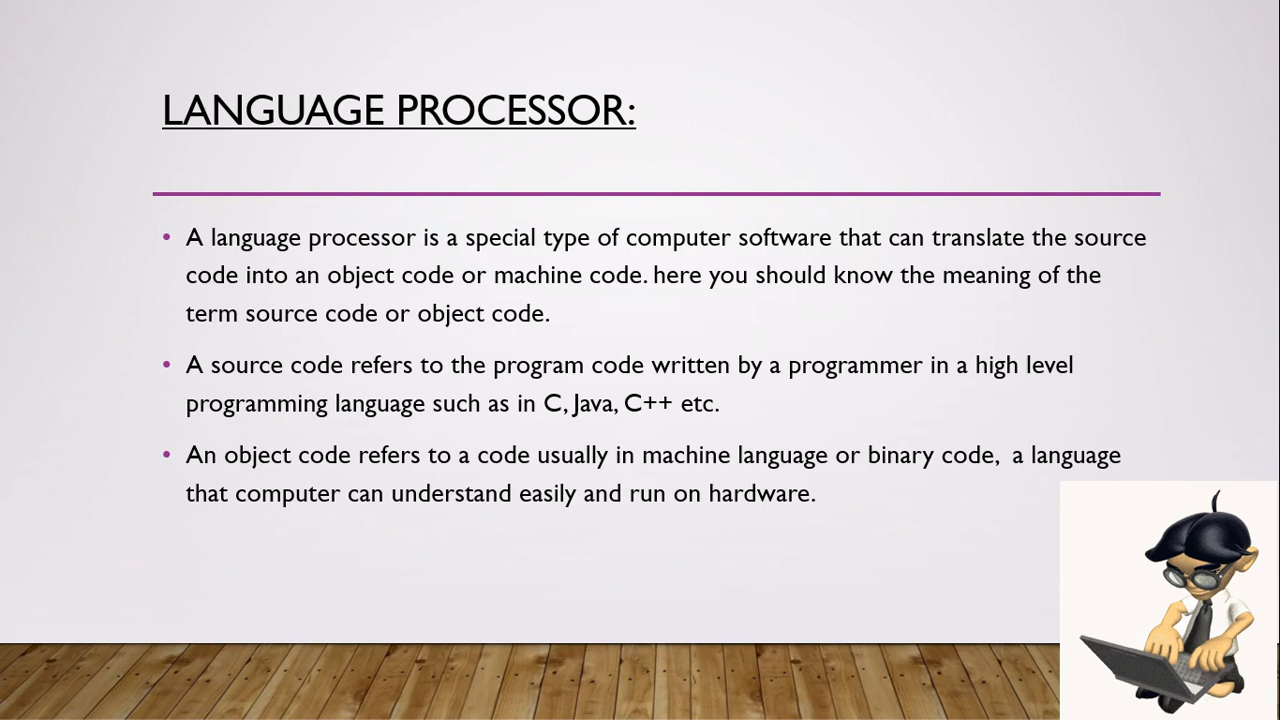 LANGUAGE PROCESSOR:
• A language processor is a special type of computer software that can translate the source
code into an object code or machine code. here you should know the meaning of the
term source code or object code.
• A source code refers to the program code written by a programmer in a high level
programming language such as in C, Java, C++ etc.
• An object code refers to a code usually in machine language or binary code,  a language
that computer can understand easily and run on hardware.